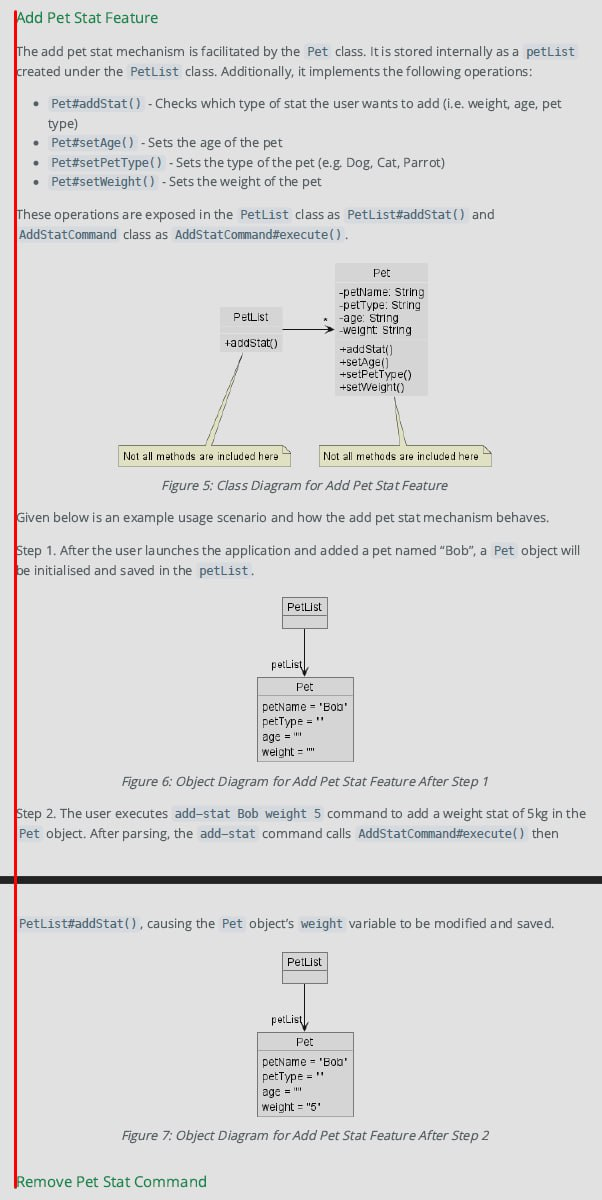 Add Pet Stat Feature
The add pet stat mechanism is facilitated by the Pet class. It is stored internally as a petList
created under the PetList class. Additionally, it implements the following operations:
• Pet#addStat() - Checks which type of stat the user wants to add (i.e. weight, age, pet
type)
• Pet#setAge() - Sets the age of the pet
• Pet#setPetType() - Sets the type of the pet (e.g. Dog, Cat, Parrot)
• Pet#setWeight() - Sets the weight of the pet
These operations are exposed in the PetList class as PetList#addStat() and
AddStatCommand class as AddStatCommand#execute().
PetList
+addStat()
*
Pet
-petName: String
-petType: String
-age: String
-weight: String
+addStat()
+setAge()
+setPetType()
+setWeight()
Not all methods are included here
Not all methods are included here
Figure 5: Class Diagram for Add Pet Stat Feature
Given below is an example usage scenario and how the add pet stat mechanism behaves.
Step 1. After the user launches the application and added a pet named “Bob”, a Pet object will
be initialised and saved in the petList.
PetList
petList
Pet
petName = "Bob"
petType = ""
age = ""
weight = ""
Figure 6: Object Diagram for Add Pet Stat Feature After Step 1
Step 2. The user executes add-stat Bob weight 5 command to add a weight stat of 5kg in the
Pet object. After parsing, the add-stat command calls AddStatCommand#execute() then
PetList#addStat(), causing the Pet object’s weight variable to be modified and saved.
PetList
petList
Pet
petName = "Bob"
petType = ""
age = ""
weight = "5"
Figure 7: Object Diagram for Add Pet Stat Feature After Step 2
Remove Pet Stat Command